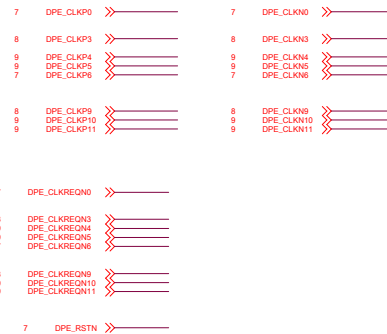 7 DPE_CLKP0 7 DPE_CLKN0
8 DPE_CLKP3 8 DPE_CLKN3
9 DPE_CLKP4 9 DPE_CLKN4
9 DPE_CLKP5 9 DPE_CLKN5
7 DPE_CLKP6 7 DPE_CLKN6
8 DPE_CLKP9 8 DPE_CLKN9
9 DPE_CLKP10 9 DPE_CLKN10
9 DPE_CLKP11 9 DPE_CLKN11
DPE_CLKREQN0
DPE_CLKREQN3
DPE_CLKREQN4
DPE_CLKREQN5
DPE_CLKREQN6
DPE_CLKREQN9
DPE_CLKREQN10
DPE_CLKREQN11
7 DPE_RSTN